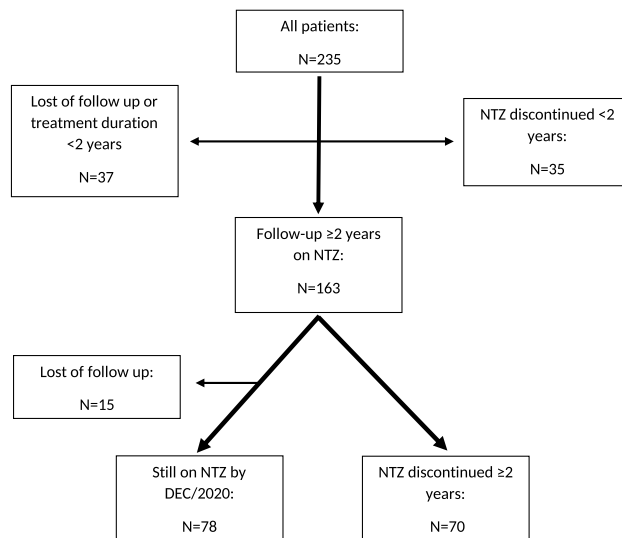 All patients:
N=235
Lost of follow up or
treatment duration
<2 years
N=37
NTZ discontinued <2
years:
N=35
Follow-up ≥2 years
on NTZ:
N=163
Lost of follow up:
N=15
Still on NTZ by
DEC/2020:
N=78
NTZ discontinued ≥2
years:
N=70